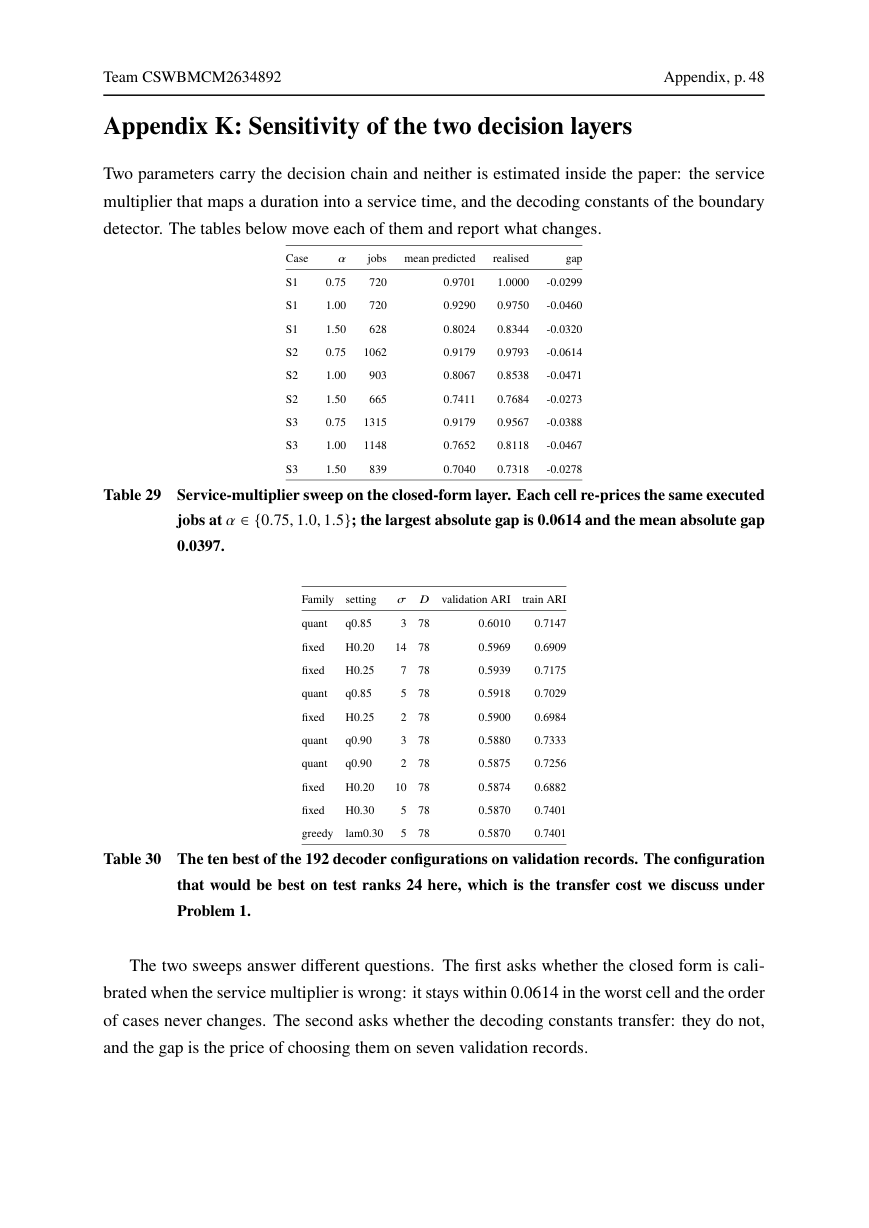 Team CSWBMCM2634892 Appendix, p. 48
Appendix K: Sensitivity of the two decision layers
Two parameters carry the decision chain and neither is estimated inside the paper: the service
multiplier that maps a duration into a service time, and the decoding constants of the boundary
detector. The tables below move each of them and report what changes.
Case α jobs mean predicted realised gap
S1 0.75 720 0.9701 1.0000 -0.0299
S1 1.00 720 0.9290 0.9750 -0.0460
S1 1.50 628 0.8024 0.8344 -0.0320
S2 0.75 1062 0.9179 0.9793 -0.0614
S2 1.00 903 0.8067 0.8538 -0.0471
S2 1.50 665 0.7411 0.7684 -0.0273
S3 0.75 1315 0.9179 0.9567 -0.0388
S3 1.00 1148 0.7652 0.8118 -0.0467
S3 1.50 839 0.7040 0.7318 -0.0278
Table 29 Service-multiplier sweep on the closed-form layer. Each cell re-prices the same executed
jobs at α ∈ {0.75, 1.0, 1.5}; the largest absolute gap is 0.0614 and the mean absolute gap
0.0397.
Family setting σ D validation ARI train ARI
quant q0.85 3 78 0.6010 0.7147
fixed H0.20 14 78 0.5969 0.6909
fixed H0.25 7 78 0.5939 0.7175
quant q0.85 5 78 0.5918 0.7029
fixed H0.25 2 78 0.5900 0.6984
quant q0.90 3 78 0.5880 0.7333
quant q0.90 2 78 0.5875 0.7256
fixed H0.20 10 78 0.5874 0.6882
fixed H0.30 5 78 0.5870 0.7401
greedy lam0.30 5 78 0.5870 0.7401
Table 30 The ten best of the 192 decoder configurations on validation records. The configuration
that would be best on test ranks 24 here, which is the transfer cost we discuss under
Problem 1.
The two sweeps answer different questions. The first asks whether the closed form is cali-
brated when the service multiplier is wrong: it stays within 0.0614 in the worst cell and the order
of cases never changes. The second asks whether the decoding constants transfer: they do not,
and the gap is the price of choosing them on seven validation records.